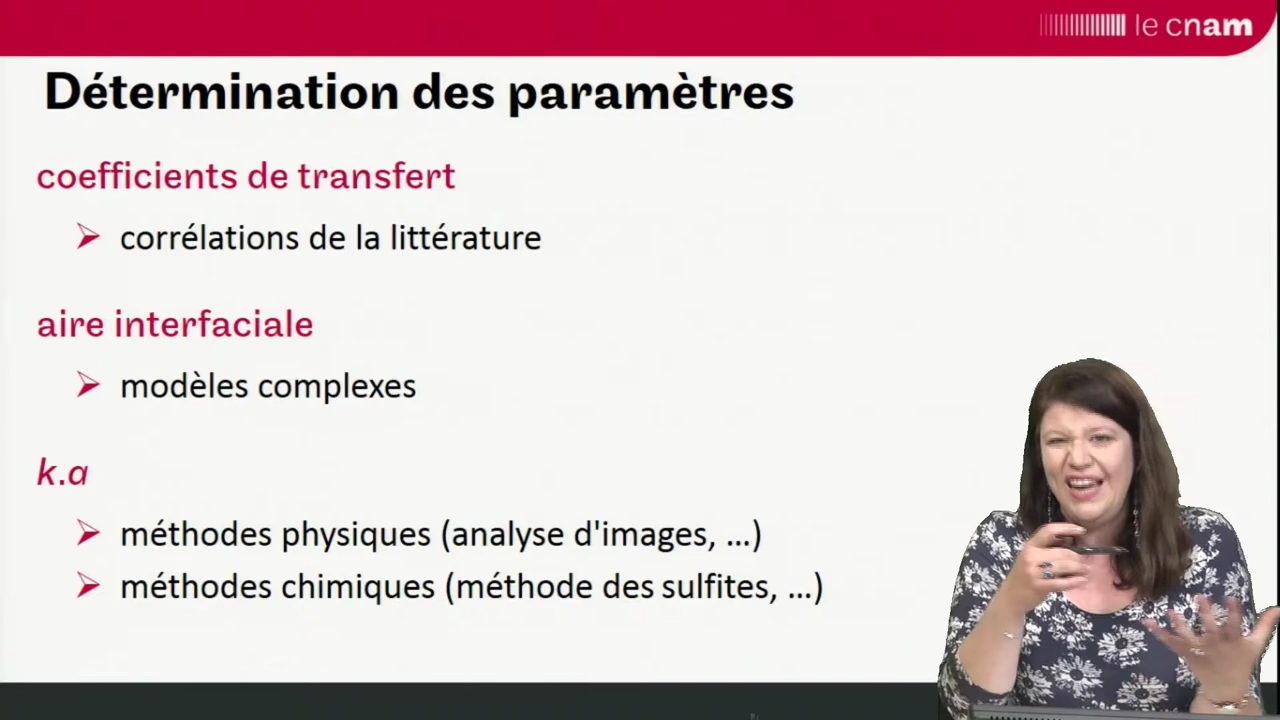 le cnam
Détermination des paramètres
coefficients de transfert
corrélations de la littérature
aire interfaciale
modèles complexes
k.a
méthodes physiques (analyse d'images, ...)
méthodes chimiques (méthode des sulfites, ...)